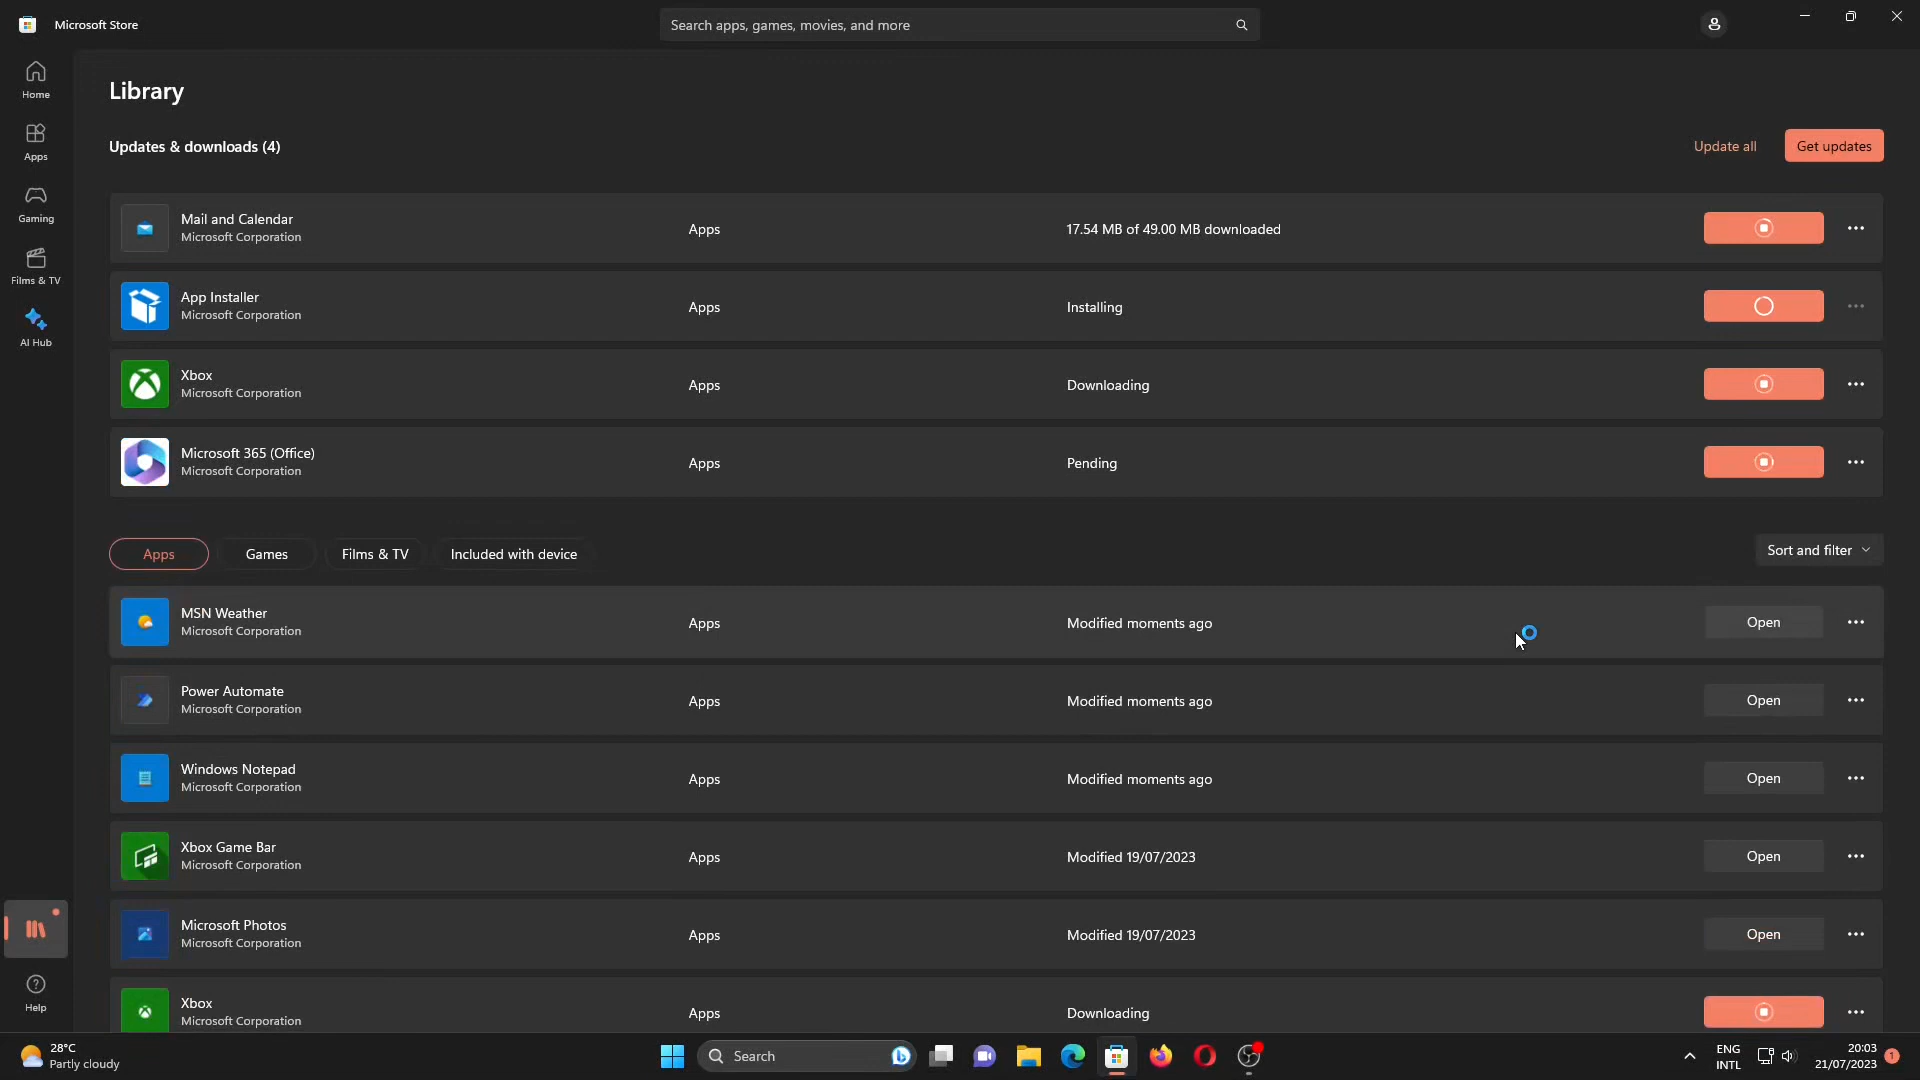 Microsoft Store
Search apps, games, movies, and more
Home
Apps
Gaming
Films & TV
AI Hub
Library
Updates & downloads (4)
Update all
Get updates
Mail and Calendar
Microsoft Corporation
Apps
17.54 MB of 49.00 MB downloaded
App Installer
Microsoft Corporation
Apps
Installing
Xbox
Microsoft Corporation
Apps
Downloading
Microsoft 365 (Office)
Microsoft Corporation
Apps
Pending
Apps
Games
Films & TV
Included with device
Sort and filter
MSN Weather
Microsoft Corporation
Apps
Modified moments ago
Open
Power Automate
Microsoft Corporation
Apps
Modified moments ago
Open
Windows Notepad
Microsoft Corporation
Apps
Modified moments ago
Open
Xbox Game Bar
Microsoft Corporation
Apps
Modified 19/07/2023
Open
Microsoft Photos
Microsoft Corporation
Apps
Modified 19/07/2023
Open
Xbox
Microsoft Corporation
Apps
Downloading
Help
28°C
Partly cloudy
Search
ENG
INTL
20:03
21/07/2023
1